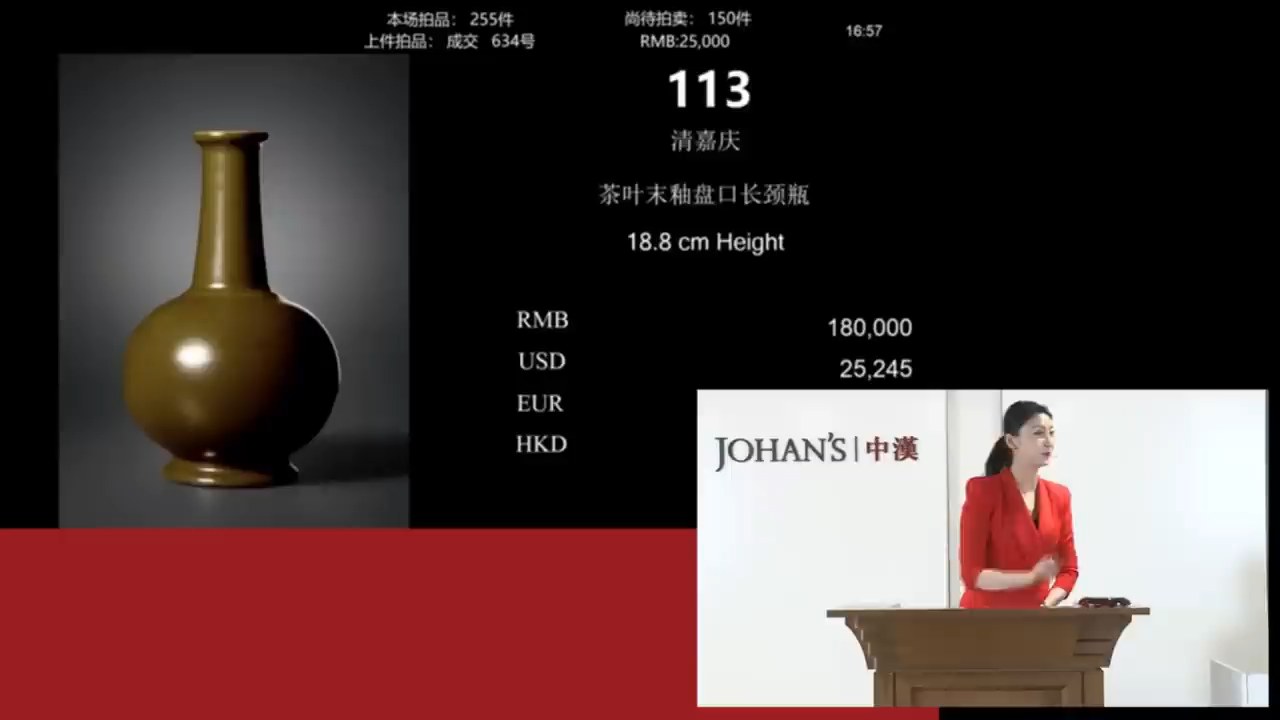 本场拍品： 255件
尚待拍卖： 150件
上件拍品： 成交 634号
RMB:25,000
16:57
113
清嘉庆
茶叶末釉盘口长颈瓶
18.8 cm Height
RMB 180,000
USD 25,245
EUR
HKD
JOHAN'S | 中漢